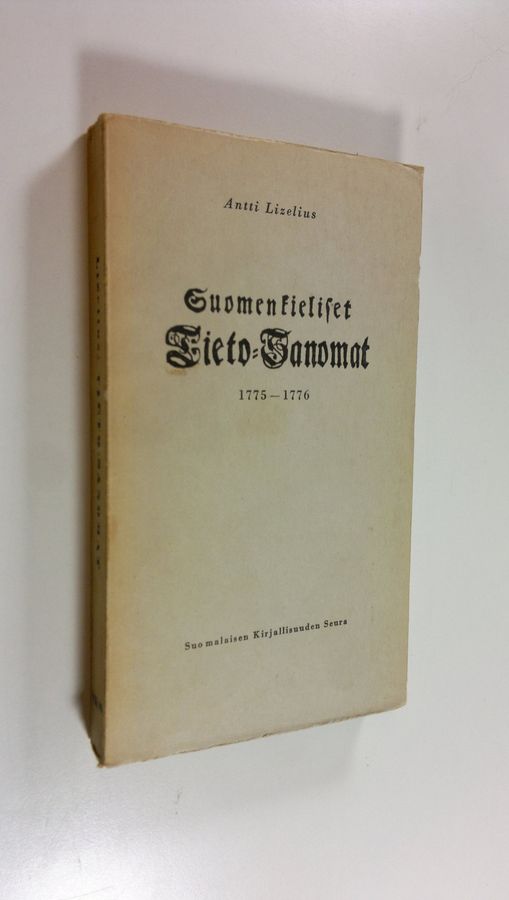 Antti Lizelius
Suomenkieliset
Tieto=Sanomat
1775 — 1776
Suomalaisen Kirjallisuuden Seura